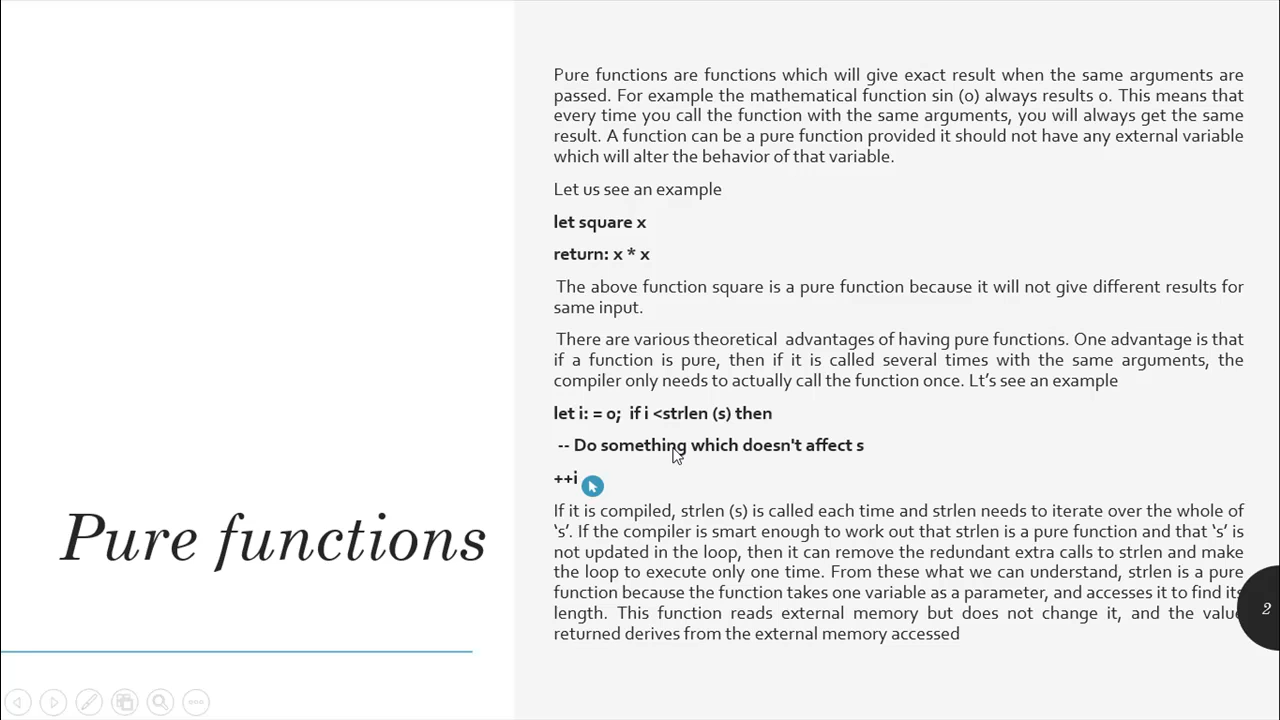 Pure functions are functions which will give exact result when the same arguments are
passed. For example the mathematical function sin (0) always results 0. This means that
every time you call the function with the same arguments, you will always get the same
result. A function can be a pure function provided it should not have any external variable
which will alter the behavior of that variable.
Let us see an example
let square x
return: x * x
The above function square is a pure function because it will not give different results for
same input.
There are various theoretical advantages of having pure functions. One advantage is that
if a function is pure, then if it is called several times with the same arguments, the
compiler only needs to actually call the function once. Lt’s see an example
let i: = 0; if i <strlen (s) then
-- Do something which doesn't affect s
++i
If it is compiled, strlen (s) is called each time and strlen needs to iterate over the whole of
‘s’. If the compiler is smart enough to work out that strlen is a pure function and that ‘s’ is
not updated in the loop, then it can remove the redundant extra calls to strlen and make
the loop to execute only one time. From these what we can understand, strlen is a pure
function because the function takes one variable as a parameter, and accesses it to find its
length. This function reads external memory but does not change it, and the value
returned derives from the external memory accessed
Pure functions
2